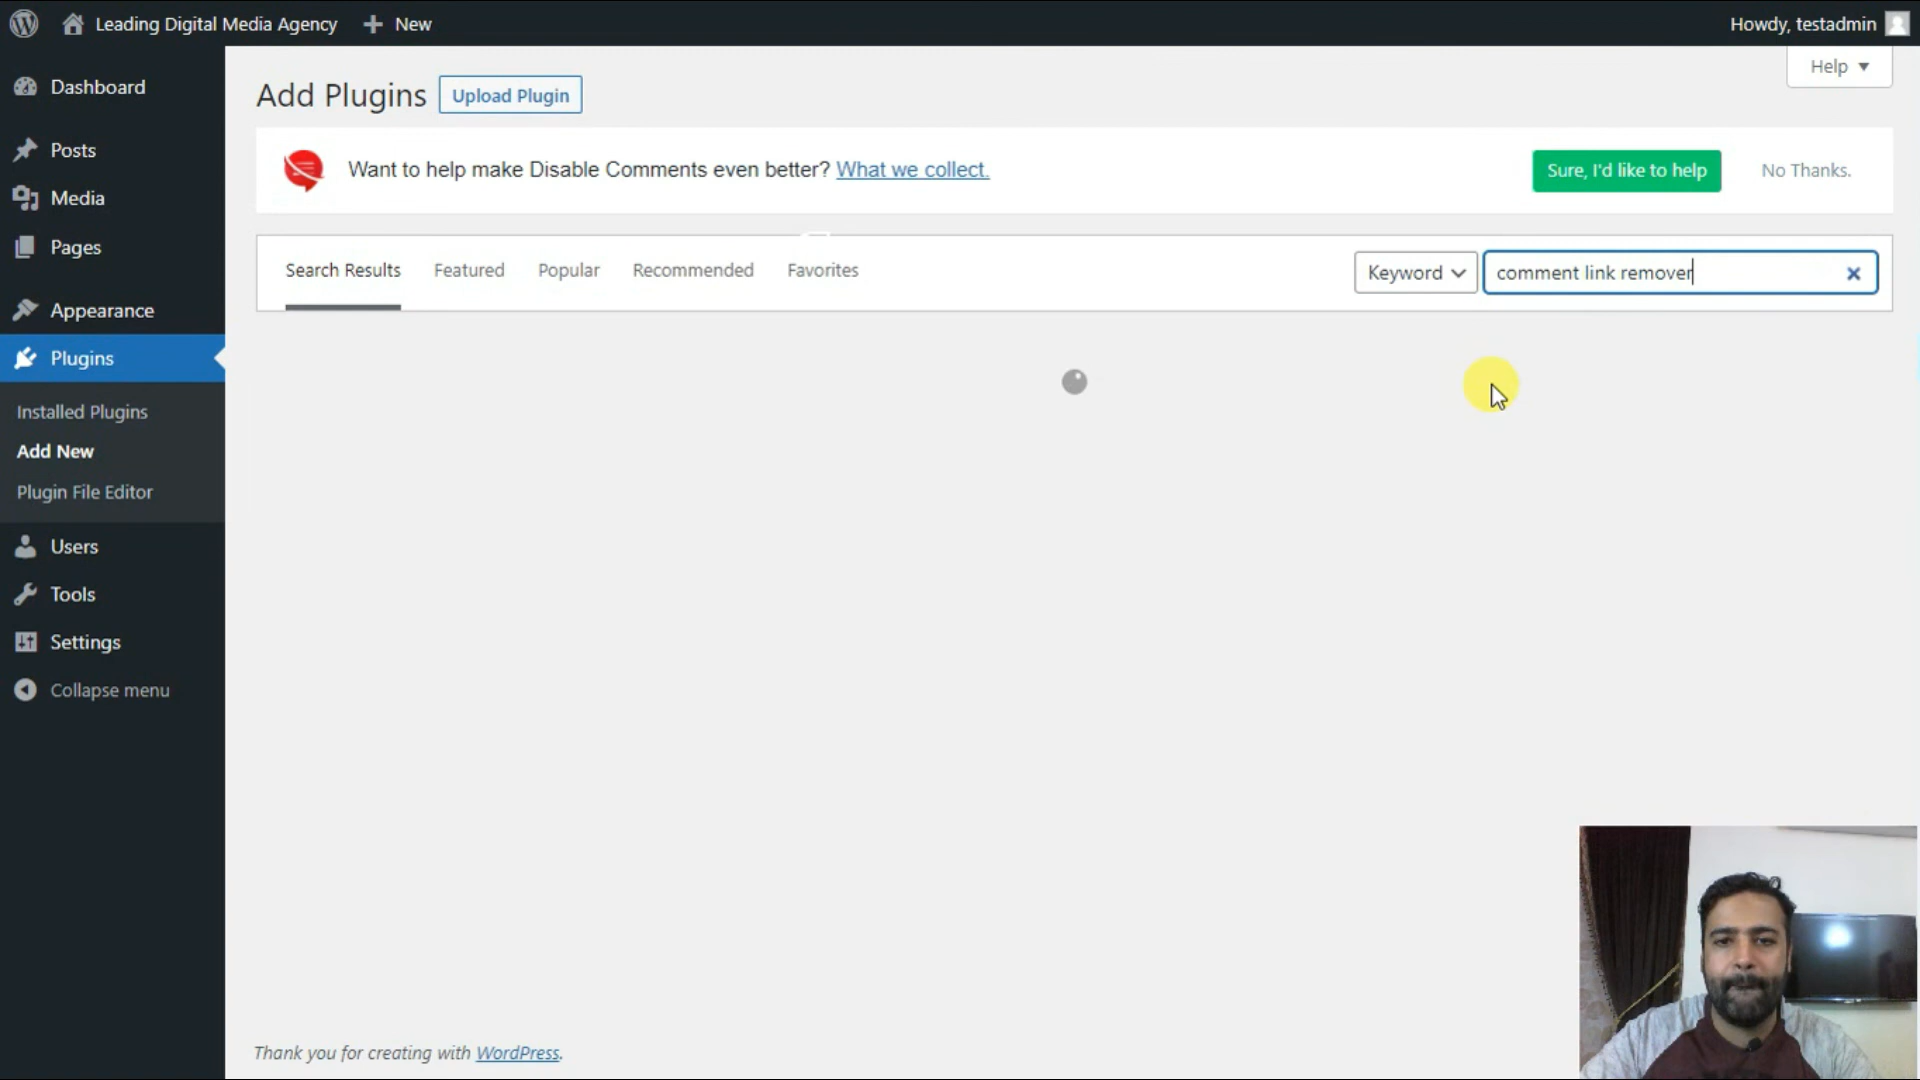 Leading Digital Media Agency
New
Howdy, testadmin
Dashboard
Posts
Media
Pages
Appearance
Plugins
Installed Plugins
Add New
Plugin File Editor
Users
Tools
Settings
Collapse menu
Help
Add Plugins
Upload Plugin
Want to help make Disable Comments even better? What we collect.
Sure, I'd like to help
No Thanks.
Search Results
Featured
Popular
Recommended
Favorites
Keyword
comment link remover
Thank you for creating with WordPress.